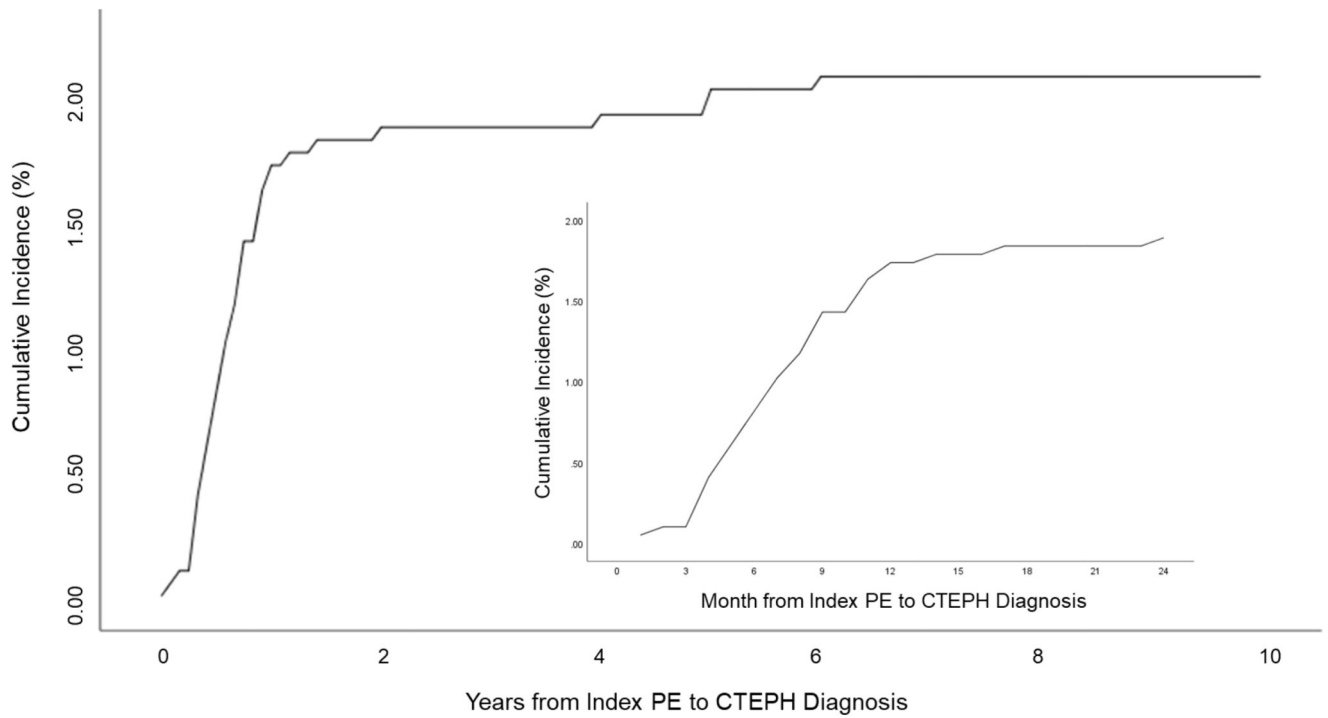 Cumulative Incidence (%)
2.00
1.50
1.00
0.50
0.00
0 2 4 6 8 10
Years from Index PE to CTEPH Diagnosis
Cumulative Incidence (%)
2.00
1.50
1.00
.50
.00
0 3 6 9 12 15 18 21 24
Month from Index PE to CTEPH Diagnosis